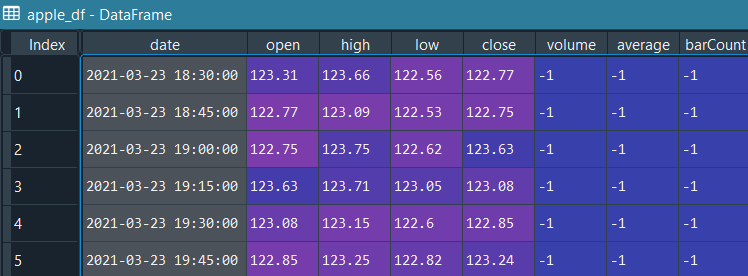 apple_df - DataFrame
Index date open high low close volume average barCount
0 2021-03-23 18:30:00 123.31 123.66 122.56 122.77 -1 -1 -1
1 2021-03-23 18:45:00 122.77 123.09 122.53 122.75 -1 -1 -1
2 2021-03-23 19:00:00 122.75 123.75 122.62 123.63 -1 -1 -1
3 2021-03-23 19:15:00 123.63 123.71 123.05 123.08 -1 -1 -1
4 2021-03-23 19:30:00 123.08 123.15 122.6 122.85 -1 -1 -1
5 2021-03-23 19:45:00 122.85 123.25 122.82 123.24 -1 -1 -1